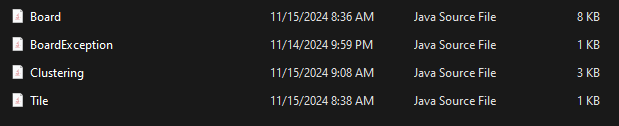 Board 11/15/2024 8:36 AM Java Source File 8 KB
BoardException 11/14/2024 9:59 PM Java Source File 1 KB
Clustering 11/15/2024 9:08 AM Java Source File 3 KB
Tile 11/15/2024 8:38 AM Java Source File 1 KB